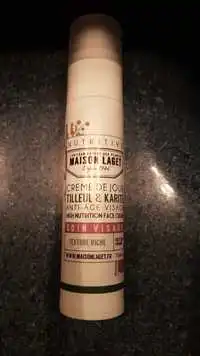 NUTRITIVE
MAISON LAGET
CRÈME DE JOUR
TILLEUL & KARITÉ
ANTI-ÂGE VISAGE
HIGH NUTRITION FACE CREAM
SOIN VISAGE
TEXTURE RICHE
WWW.MAISONLAGET.FR